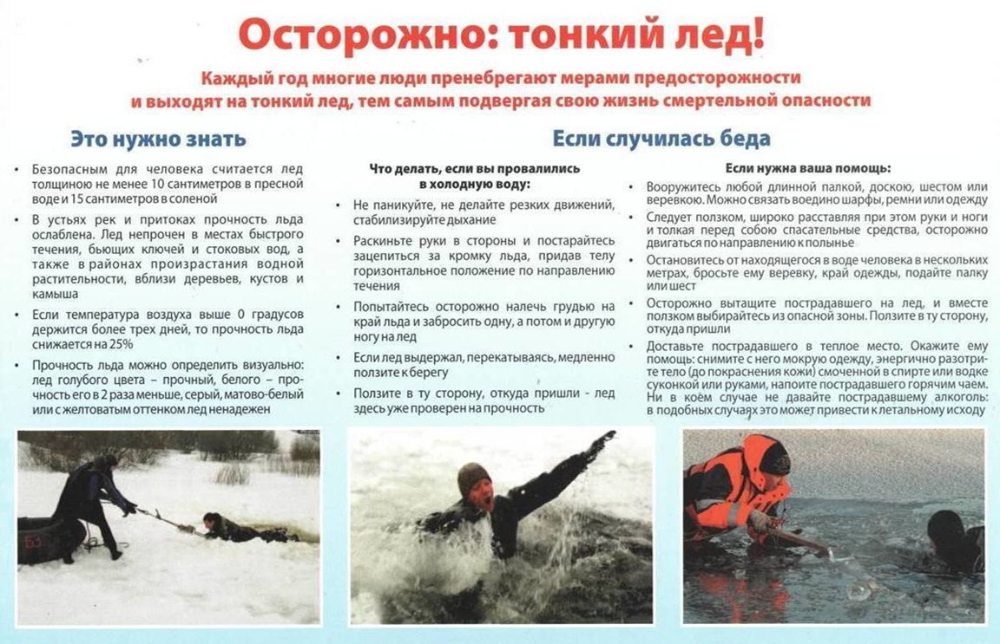 Осторожно: тонкий лед!
Каждый год многие люди пренебрегают мерами предосторожности
и выходят на тонкий лед, тем самым подвергая свою жизнь смертельной опасности
Это нужно знать
• Безопасным для человека считается лед
толщиною не менее 10 сантиметров в пресной
воде и 15 сантиметров в соленой
• В устьях рек и притоках прочность льда
ослаблена. Лед непрочен в местах быстрого
течения, бьющих ключей и стоковых вод, а
также в районах произрастания водной
растительности, вблизи деревьев, кустов и
камыша
• Если температура воздуха выше 0 градусов
держится более трех дней, то прочность льда
снижается на 25%
• Прочность льда можно определить визуально:
лед голубого цвета – прочный, белого – про-
чность его в 2 раза меньше, серый, матово-белый
или с желтоватым оттенком лед ненадежен
Если случилась беда
Что делать, если вы провалились
в холодную воду:
• Не паникуйте, не делайте резких движений,
стабилизируйте дыхание
• Раскиньте руки в стороны и постарайтесь
зацепиться за кромку льда, придав телу
горизонтальное положение по направлению
течения
• Попытайтесь осторожно налечь грудью на
край льда и забросить одну, а потом и другую
ногу на лед
• Если лед выдержал, перекатываясь, медленно
ползите к берегу
• Ползите в ту сторону, откуда пришли - лед
здесь уже проверен на прочность
Если нужна ваша помощь:
• Вооружитесь любой длинной палкой, доскою, шестом или
веревкою. Можно связать воедино шарфы, ремни или одежду
• Следует ползком, широко расставляя при этом руки и ноги
и толкая перед собою спасательные средства, осторожно
двигаться по направлению к полынье
• Остановитесь от находящегося в воде человека в нескольких
метрах, бросьте ему веревку, край одежды, подайте палку
или шест
• Осторожно вытащите пострадавшего на лед, и вместе
ползком выбирайтесь из опасной зоны. Ползите в ту сторону,
откуда пришли
• Доставьте пострадавшего в теплое место. Окажите ему
помощь: снимите с него мокрую одежду, энергично разотри-
те тело (до покраснения кожи) смоченной в спирте или водке
суконкой или руками, напоите пострадавшего горячим чаем.
Ни в коем случае не давайте пострадавшему алкоголь:
в подобных случаях это может привести к летальному исходу